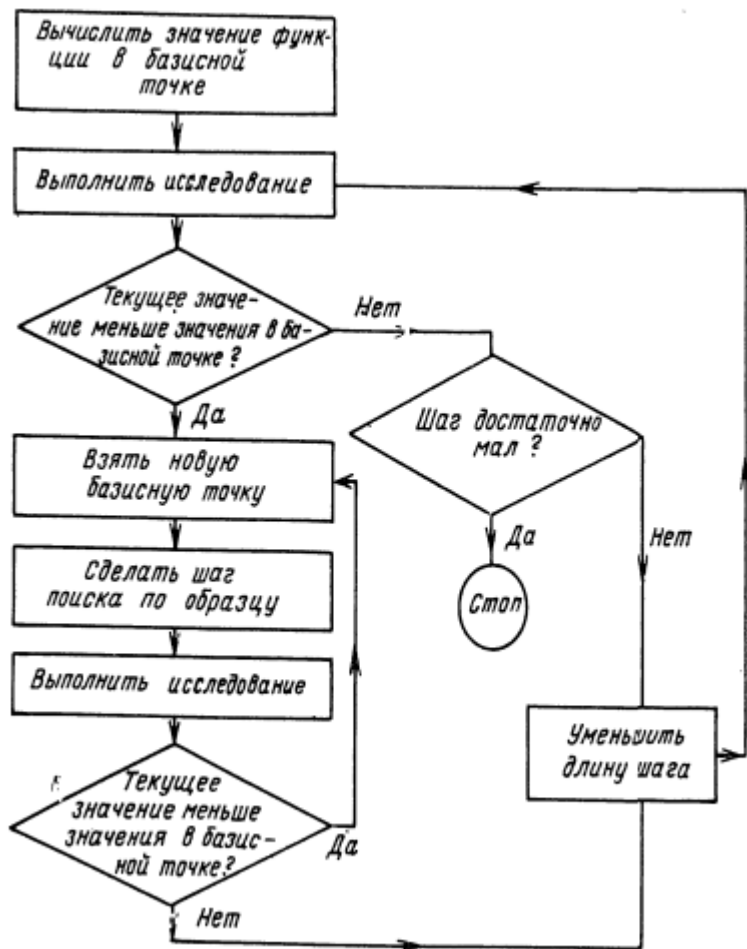 Вычислить значение функ-
ции в базисной
точке
Выполнить исследование
Текущее значе-
ние меньше значения в ба-
зисной точке?
Нет
Да
Шаг достаточно
мал?
Да
Нет
Стоп
Взять новую
базисную точку
Сделать шаг
поиска по образцу
Выполнить исследование
Уменьшить
длину шага
Текущее
значение меньше
значения в базис-
ной точке?
Да
Нет